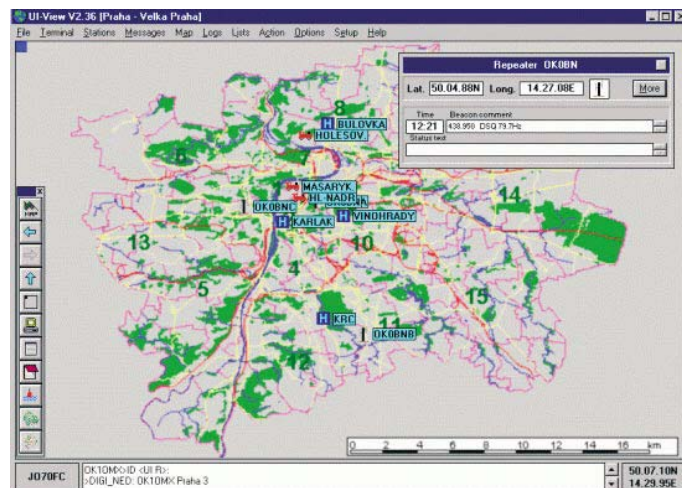 UI-View V2.36 [Praha - Velka Praha]
File Terminal Stations Messages Map Logs Lists Action Options Setup Help
Repeater OK0BN
Lat. 50.04.88N Long. 14.27.08E More
Time Beacon comment
12:21 438.950 DSQ 79.7Hz
Status text
8
H BULOVKA
HOLESOV.
7
MASARYK.
HL-NADR.
OK0BNC
H KARLAK
H VINOHRADY
14
13
10
4
5
15
H KRC
11
OK0BNB
12
0 2 4 6 8 10 12 14 16 km
JO70FC
OK1OMX>ID <UI R>:
>DIGI_NED: OK1OMX Praha 3
50.07.10N
14.29.95E